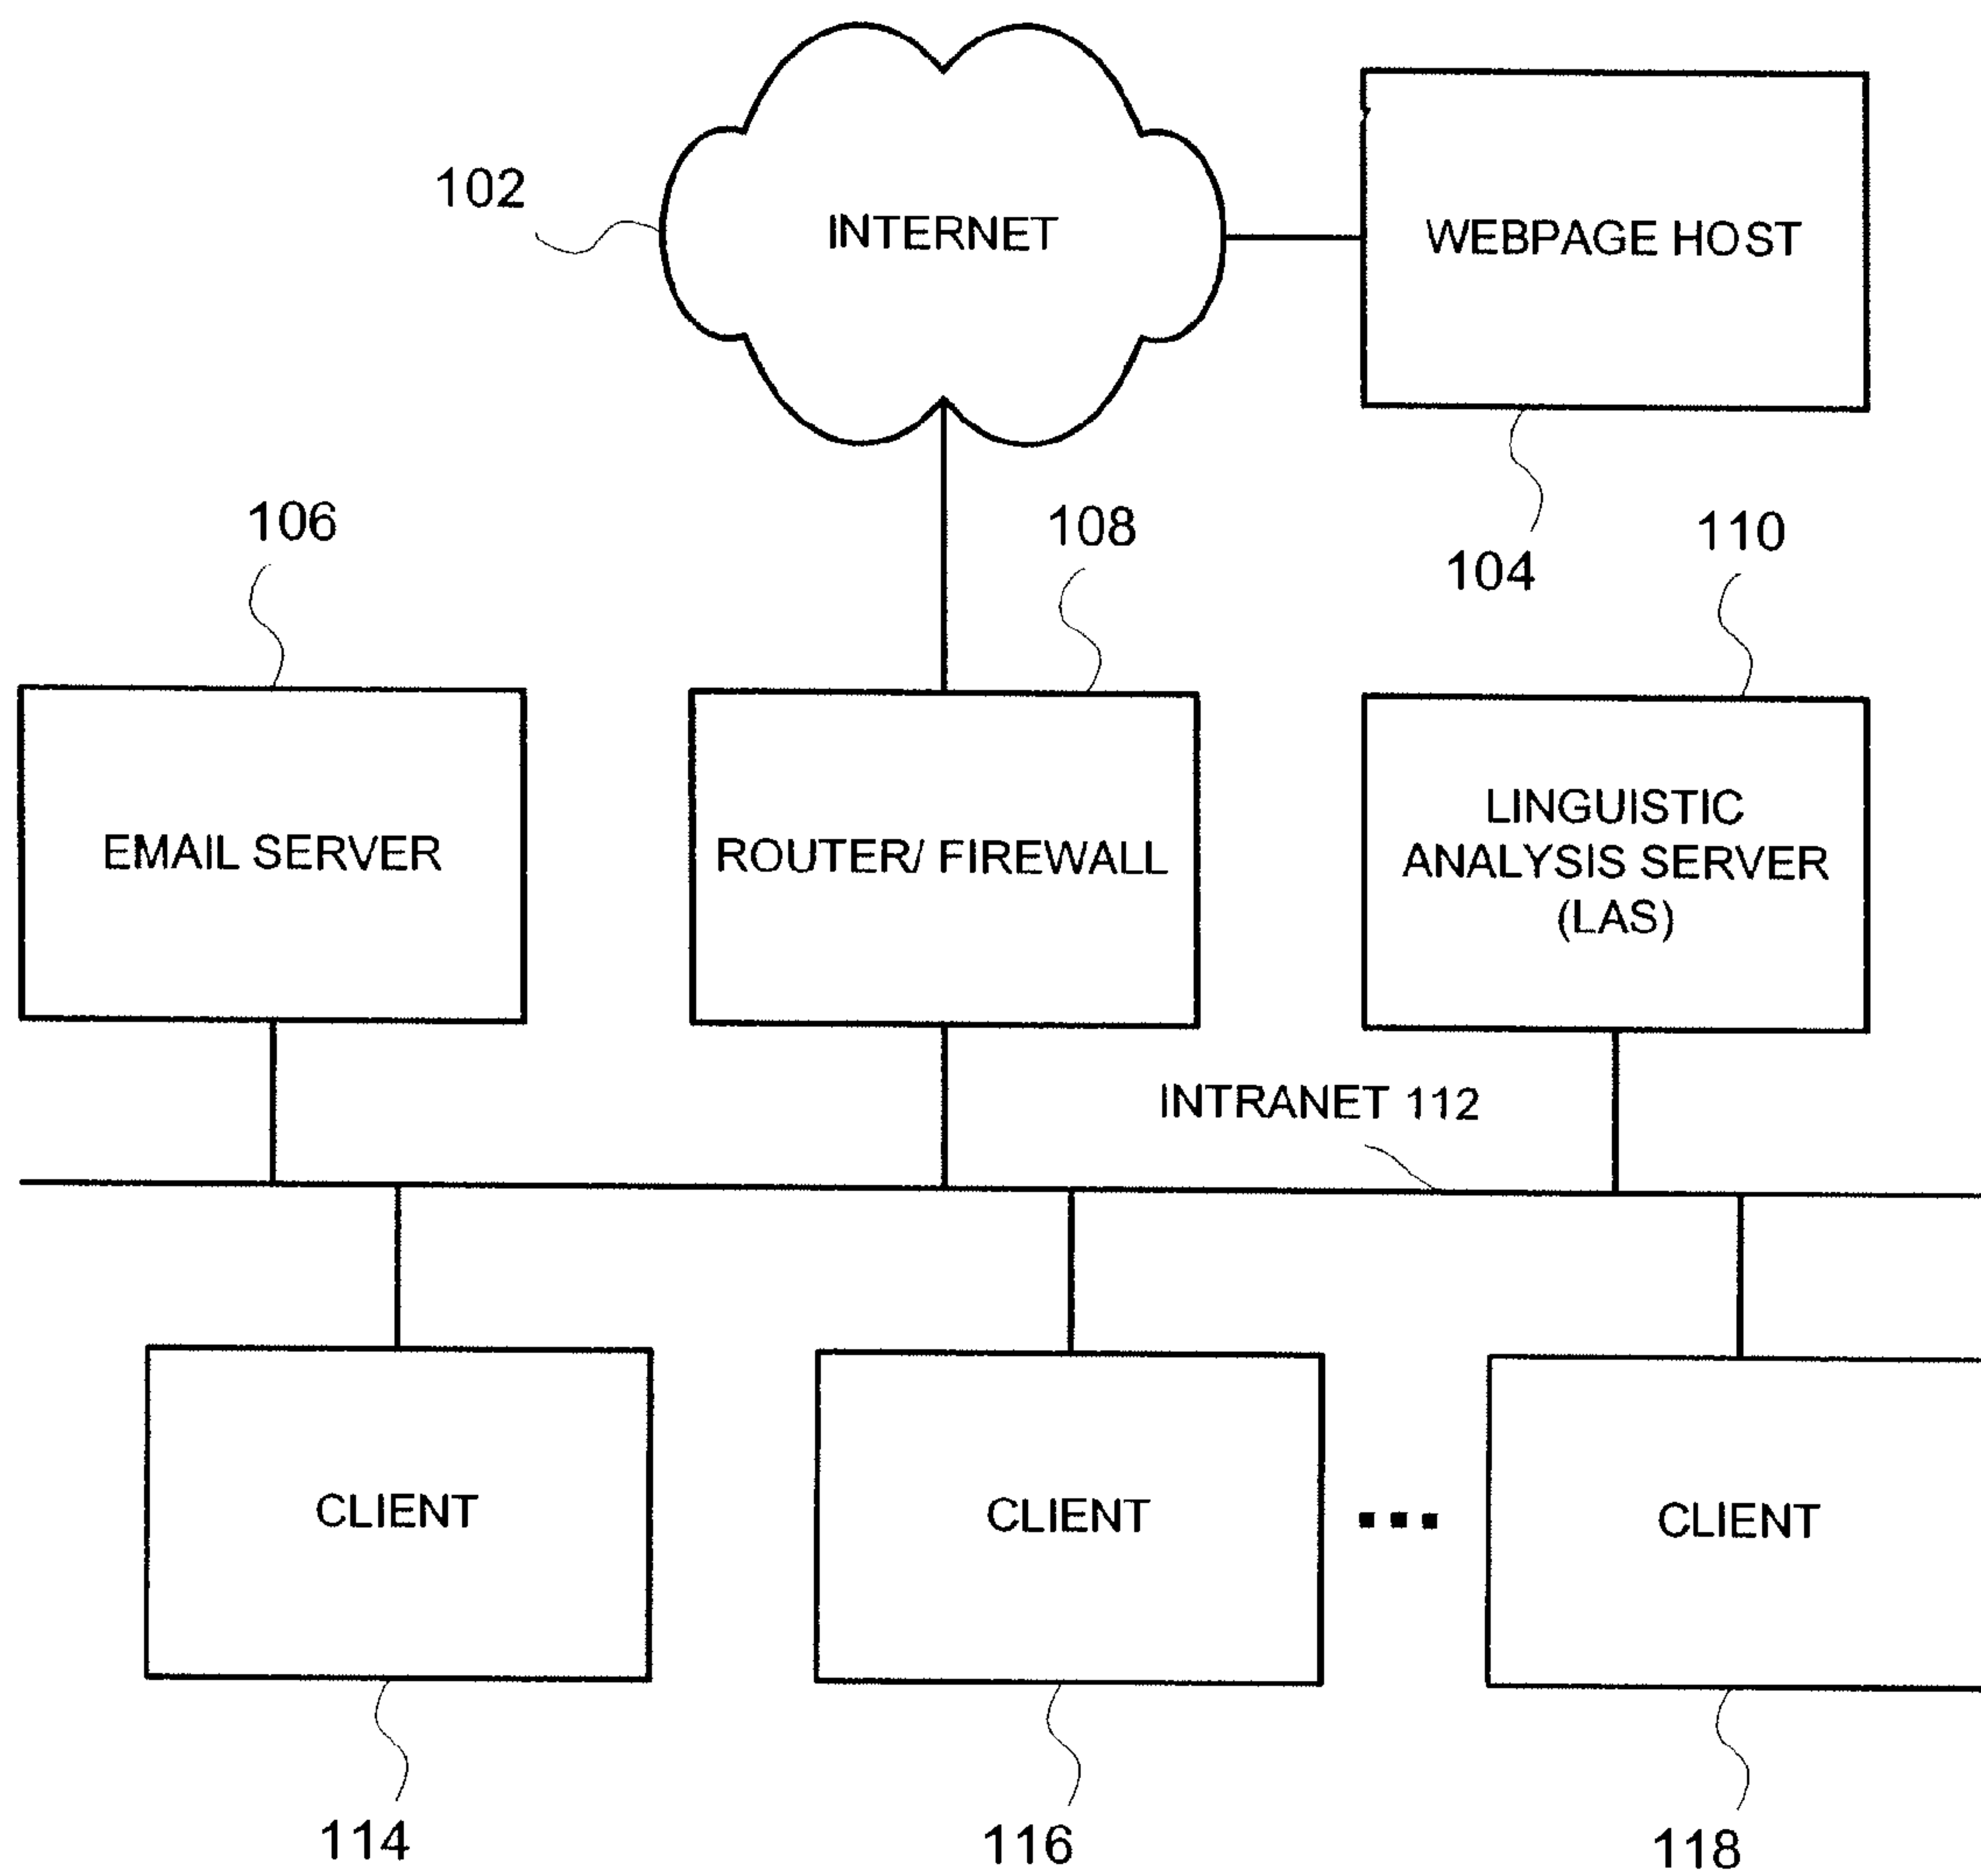 102
INTERNET
WEBPAGE HOST
106
108
104
110
EMAIL SERVER
ROUTER/ FIREWALL
LINGUISTIC
ANALYSIS SERVER
(LAS)
INTRANET 112
CLIENT
CLIENT
CLIENT
114
116
118